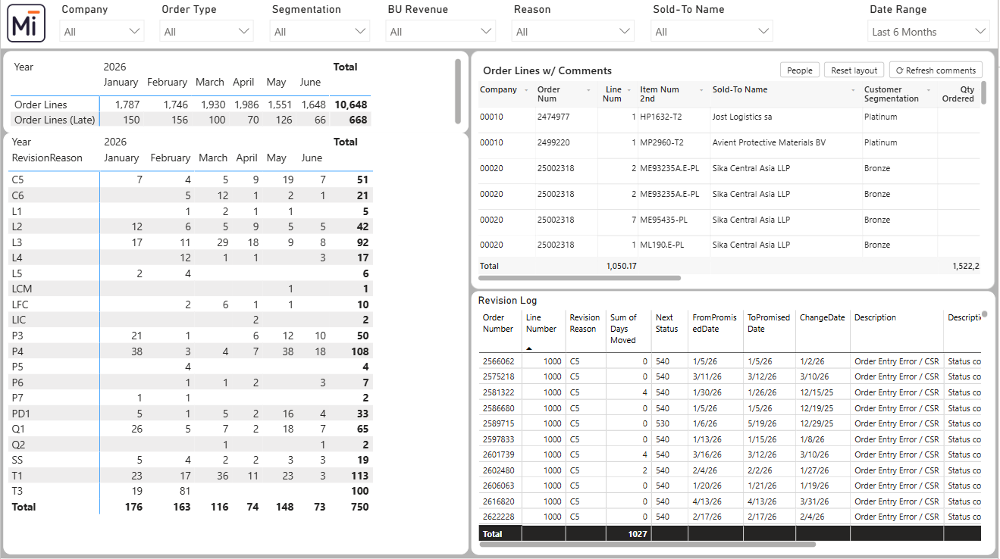 Mi
Company Order Type Segmentation BU Revenue Reason Sold-To Name Date Range
All All All All All All Last 6 Months
Year 2026 Total
January February March April May June
Order Lines 1,787 1,746 1,930 1,986 1,551 1,648 10,648
Order Lines (Late) 150 156 100 70 126 66 668
Year 2026 Total
RevisionReason January February March April May June
C5 7 4 5 9 19 7 51
C6 5 12 1 2 1 21
L1 1 2 1 1 5
L2 12 6 5 9 5 5 42
L3 17 11 29 18 9 8 92
L4 12 1 1 3 17
L5 2 4 6
LCM 1 1
LFC 2 6 1 1 10
LIC 2 2
P3 21 1 6 12 10 50
P4 38 3 4 7 38 18 108
P5 4 4
P6 1 1 2 3 7
P7 1 1 2
PD1 5 1 5 2 16 4 33
Q1 26 5 7 2 18 7 65
Q2 1 1 2
SS 5 4 2 2 3 3 19
T1 23 17 36 11 23 3 113
T3 19 81 100
Total 176 163 116 74 148 73 750
Order Lines w/ Comments People Reset layout Refresh comments
Company Order Line Item Num Sold-To Name Customer Qty
Num Num 2nd Segmentation Ordered
00010 2474977 1 HP1632-T2 Jost Logistics sa Platinum
00010 2499220 1 MP2960-T2 Avient Protective Materials BV Platinum
00020 25002318 2 ME93235A.E-PL Sika Central Asia LLP Bronze
00020 25002318 2 ME93235A.E-PL Sika Central Asia LLP Bronze
00020 25002318 7 ME95435-PL Sika Central Asia LLP Bronze
00020 25002318 1 ML190.E-PL Sika Central Asia LLP Bronze
Total 1,050.17 1,522,2
Revision Log
Order Line Revision Sum of Next FromPromis ToPromised ChangeDate Description Descripti
Number Number Reason Days Status edDate Date
Moved
2566062 1000 C5 0 540 1/5/26 1/5/26 1/2/26 Order Entry Error / CSR Status co
2575218 1000 C5 0 540 3/11/26 3/12/26 3/10/26 Order Entry Error / CSR Status co
2581322 1000 C5 4 540 1/30/26 1/26/26 12/15/25 Order Entry Error / CSR Status co
2586680 1000 C5 0 540 1/5/26 1/5/26 12/19/25 Order Entry Error / CSR Status co
2589715 1000 C5 0 530 1/6/26 5/19/26 12/29/25 Order Entry Error / CSR Status co
2597833 1000 C5 0 540 1/13/26 1/15/26 1/8/26 Order Entry Error / CSR Status co
2601739 1000 C5 4 540 3/16/26 3/12/26 3/10/26 Order Entry Error / CSR Status co
2602480 1000 C5 2 540 2/4/26 2/2/26 1/27/26 Order Entry Error / CSR Status co
2606063 1000 C5 0 540 1/20/26 1/21/26 1/19/26 Order Entry Error / CSR Status co
2616820 1000 C5 0 540 4/13/26 4/13/26 3/31/26 Order Entry Error / CSR Status co
2622228 1000 C5 0 540 2/17/26 2/17/26 2/4/26 Order Entry Error / CSR Status co
Total 1027